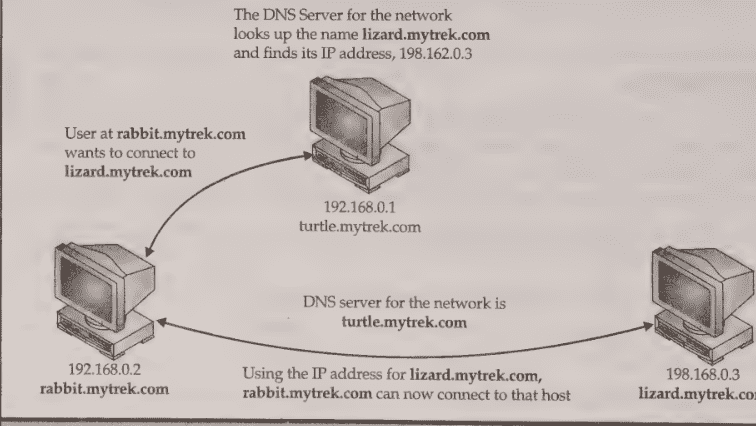 The DNS Server for the network
looks up the name lizard.mytrek.com
and finds its IP address, 198.162.0.3
User at rabbit.mytrek.com
wants to connect to
lizard.mytrek.com
192.168.0.1
turtle.mytrek.com
DNS server for the network is
turtle.mytrek.com
192.168.0.2
rabbit.mytrek.com
Using the IP address for lizard.mytrek.com,
rabbit.mytrek.com can now connect to that host
198.168.0.3
lizard.mytrek.co